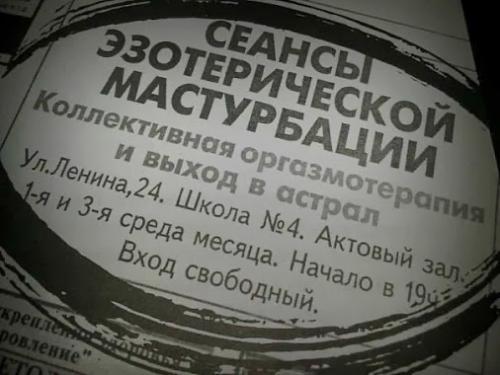 СЕАНСЫ
ЭЗОТЕРИЧЕСКОЙ
МАСТУРБАЦИИ
Коллективная оргазмотерапия
и выход в астрал
Ул.Ленина,24. Школа №4. Актовый зал.
1-я и 3-я среда месяца. Начало в 19ч.
Вход свободный.